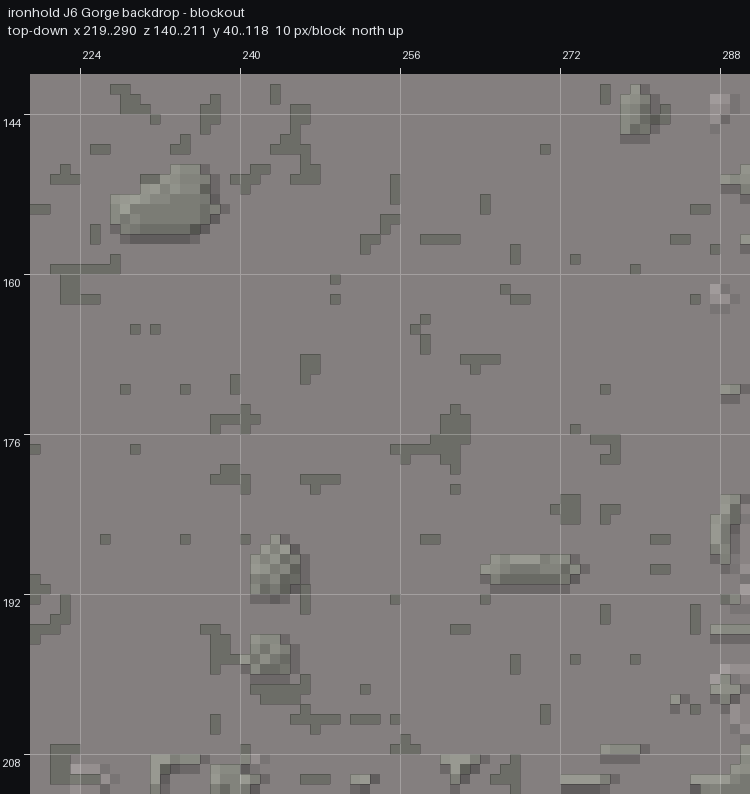 ironhold J6 Gorge backdrop - blockout
top-down  x 219..290  z 140..211  y 40..118  10 px/block  north up
224 240 256 272 288
144
160
176
192
208